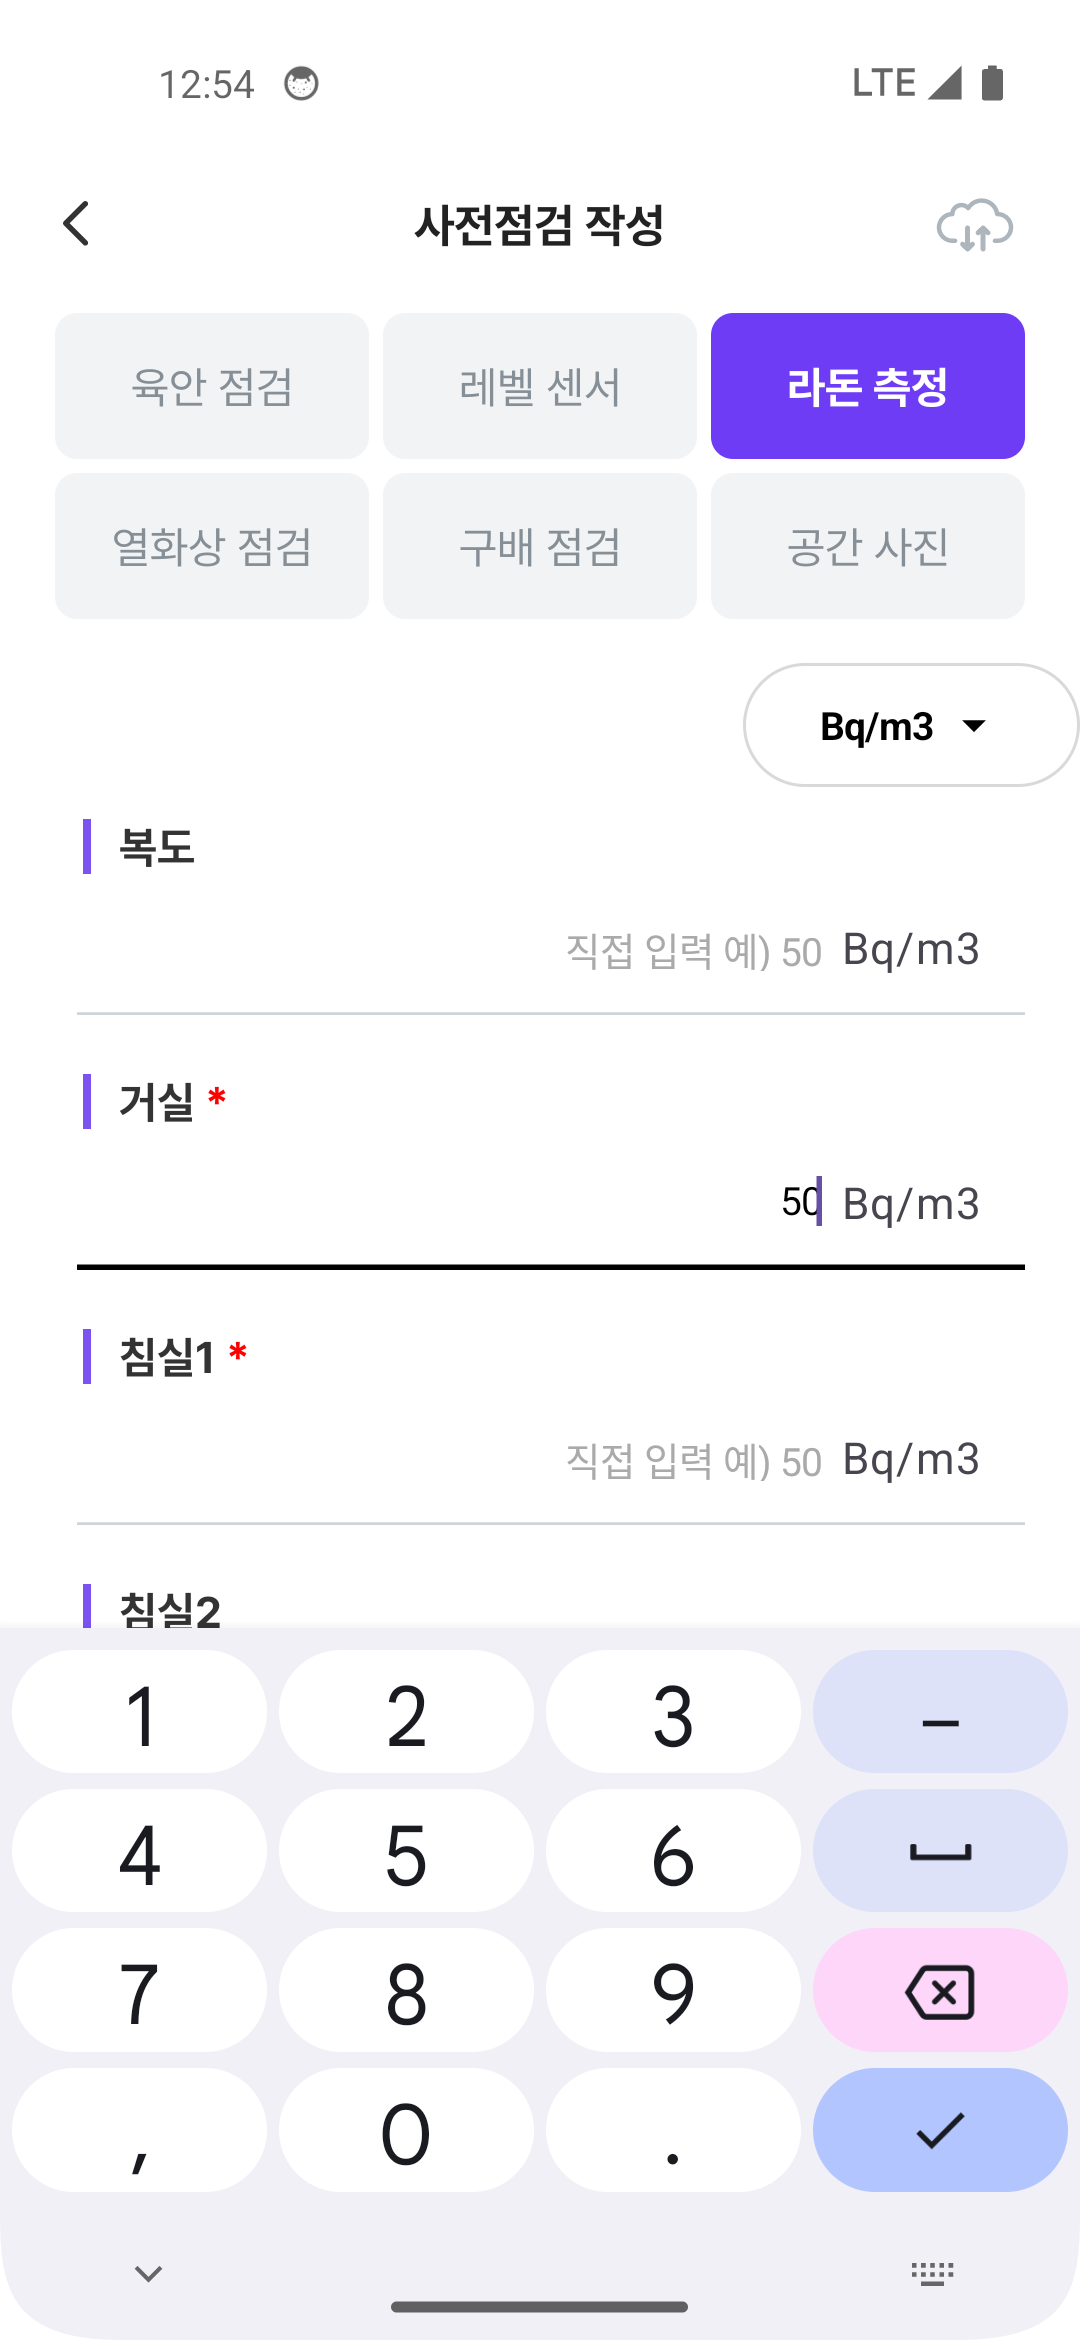 12:54 LTE
사전점검 작성
육안 점검 레벨 센서 라돈 측정
열화상 점검 구배 점검 공간 사진
Bq/m3
복도
직접 입력 예) 50 Bq/m3
거실 *
50 Bq/m3
침실1 *
직접 입력 예) 50 Bq/m3
침실2
1 2 3 –
4 5 6
7 8 9
, 0 .